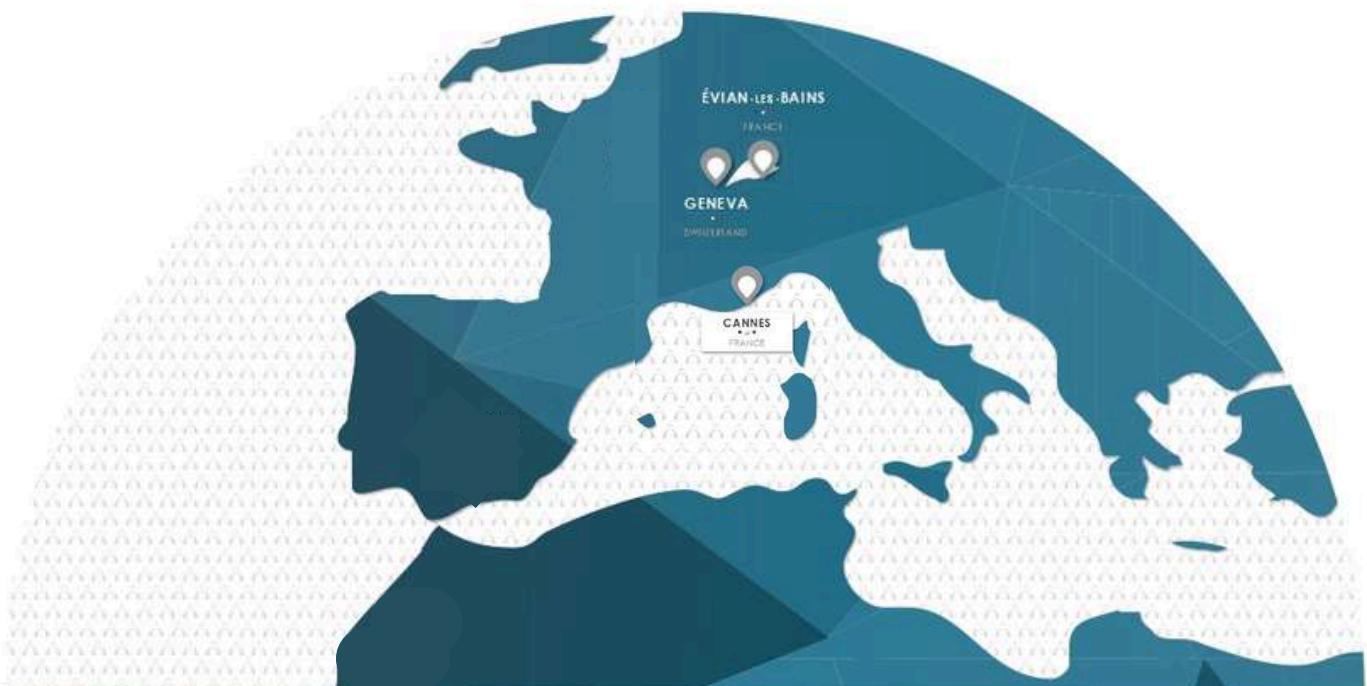 ÉVIAN-LES-BAINS
FRANCE
GENEVA
SWITZERLAND
CANNES
FRANCE